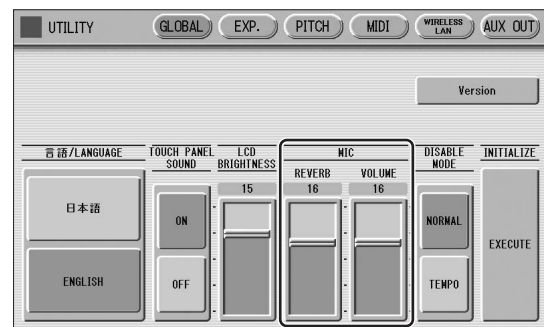 UTILITY GLOBAL EXP. PITCH MIDI WIRELESS LAN AUX OUT
Version
言語/LANGUAGE TOUCH PANEL SOUND LCD BRIGHTNESS MIC DISABLE MODE INITIALIZE
REVERB VOLUME
15 16 16
日本語 ON NORMAL
EXECUTE
ENGLISH OFF TEMPO